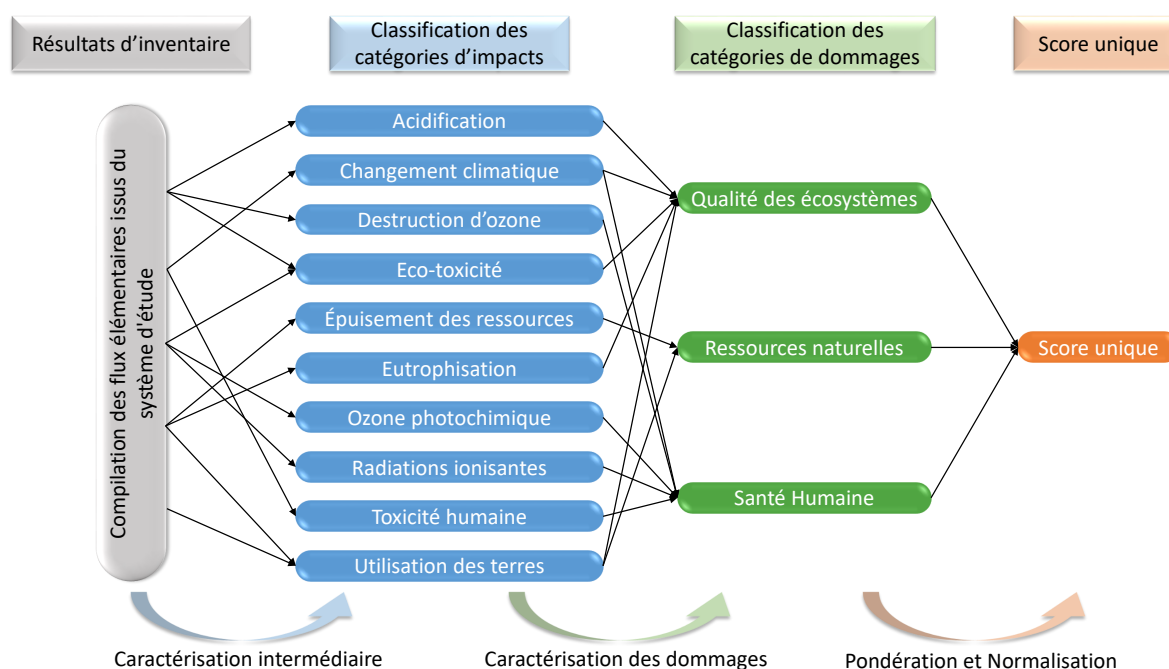 Résultats d’inventaire
Classification des
catégories d’impacts
Classification des
catégories de dommages
Score unique
Compilation des flux élémentaires issus du
système d'étude
Acidification
Changement climatique
Destruction d’ozone
Eco-toxicité
Épuisement des ressources
Eutrophisation
Ozone photochimique
Radiations ionisantes
Toxicité humaine
Utilisation des terres
Qualité des écosystèmes
Ressources naturelles
Santé Humaine
Score unique
Caractérisation intermédiaire
Caractérisation des dommages
Pondération et Normalisation